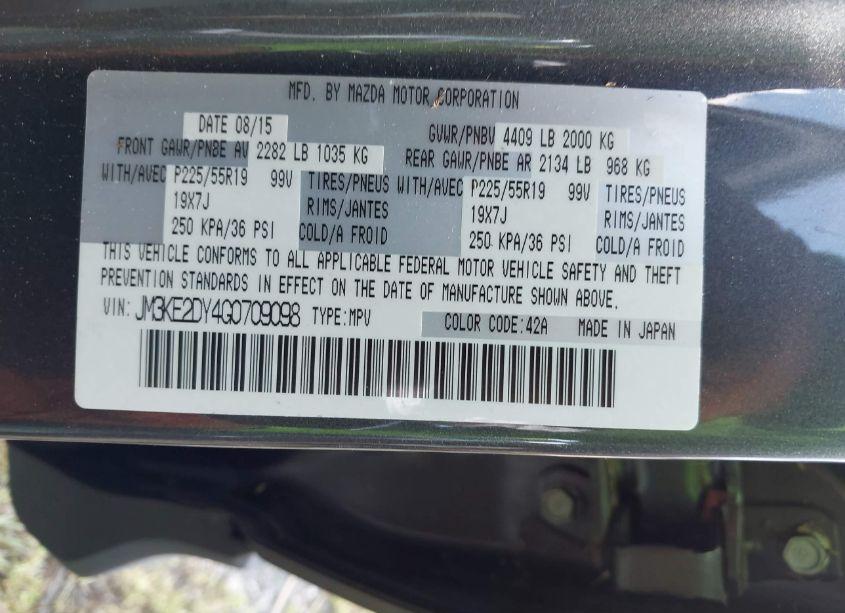 MFD. BY MAZDA MOTOR CORPORATION
DATE 08/15 GVWR/PNBV 4409 LB 2000 KG
FRONT GAWR/PNBE AV 2282 LB 1035 KG REAR GAWR/PNBE AR 2134 LB 968 KG
WITH/AVEC P225/55R19 99V TIRES/PNEUS WITH/AVEC P225/55R19 99V TIRES/PNEUS
19X7J RIMS/JANTES 19X7J RIMS/JANTES
250 KPA/36 PSI COLD/A FROID 250 KPA/36 PSI COLD/A FROID
THIS VEHICLE CONFORMS TO ALL APPLICABLE FEDERAL MOTOR VEHICLE SAFETY AND THEFT
PREVENTION STANDARDS IN EFFECT ON THE DATE OF MANUFACTURE SHOWN ABOVE.
VIN: JM3KE2DY4G0709098 TYPE:MPV COLOR CODE:42A MADE IN JAPAN